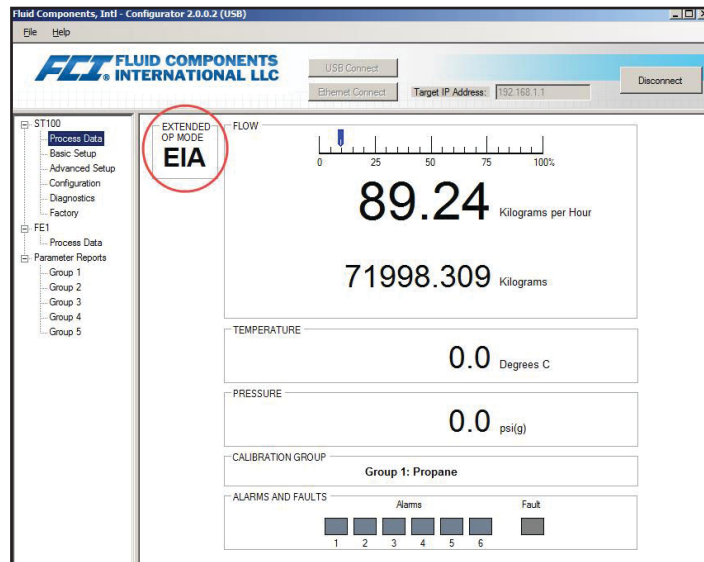 Fluid Components, Intl - Configurator 2.0.0.2 (USB)
File Help
FCI FLUID COMPONENTS
® INTERNATIONAL LLC
USB Connect
Ethernet Connect
Target IP Address: 192.168.1.1
Disconnect
ST100
Process Data
Basic Setup
Advanced Setup
Configuration
Diagnostics
Factory
FE1
Process Data
Parameter Reports
Group 1
Group 2
Group 3
Group 4
Group 5
EXTENDED
OP MODE
EIA
FLOW
0 25 50 75 100%
89.24 Kilograms per Hour
71998.309 Kilograms
TEMPERATURE
0.0 Degrees C
PRESSURE
0.0 psi(g)
CALIBRATION GROUP
Group 1: Propane
ALARMS AND FAULTS
Alarms Fault
1 2 3 4 5 6